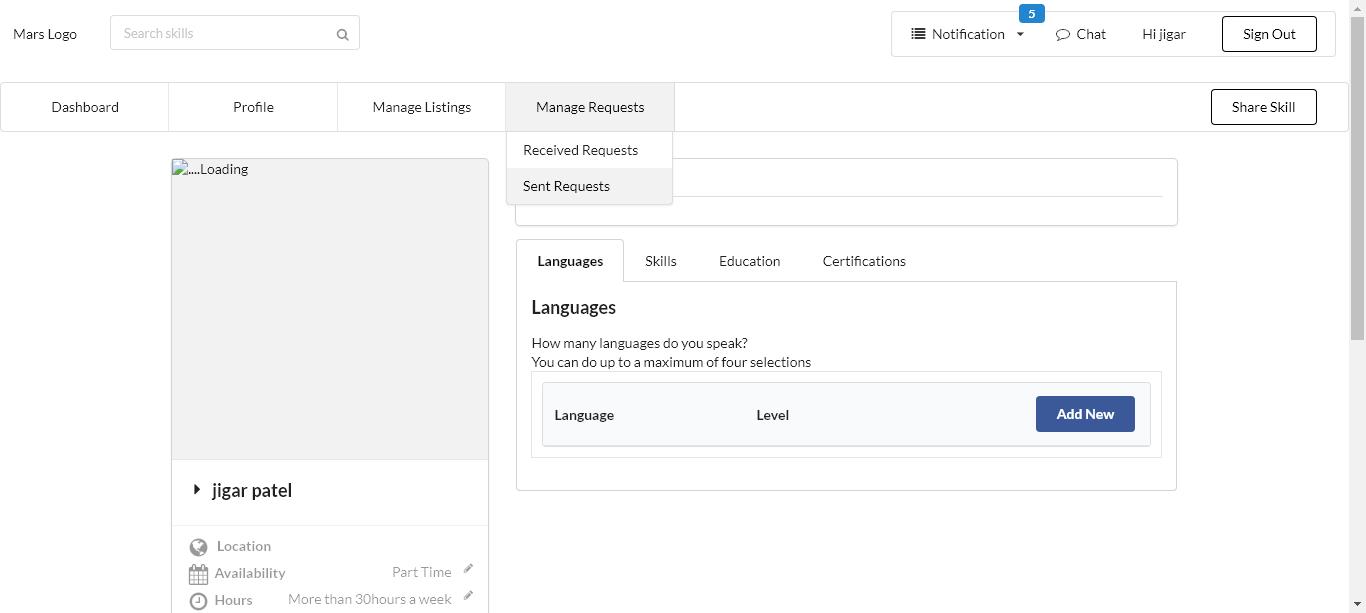 5
Mars Logo
Search skills
Notification
Chat
Hi jigar
Sign Out
Dashboard
Profile
Manage Listings
Manage Requests
Share Skill
Received Requests
Sent Requests
....Loading
Languages
Skills
Education
Certifications
Languages
How many languages do you speak?
You can do up to a maximum of four selections
Language
Level
Add New
jigar patel
Location
Availability
Part Time
Hours
More than 30hours a week